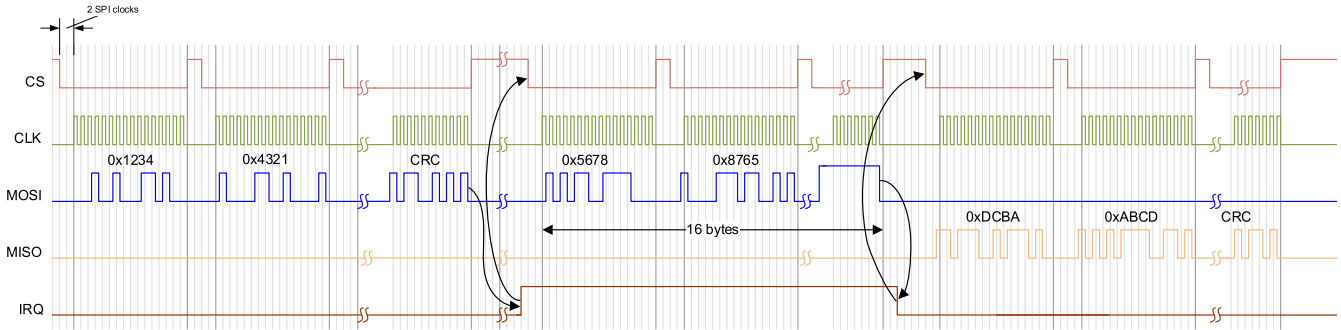 2 SPI clocks
CS
CLK
0x1234 0x4321 CRC 0x5678 0x8765
MOSI
0xDCBA 0xABCD CRC
16 bytes
MISO
IRQ